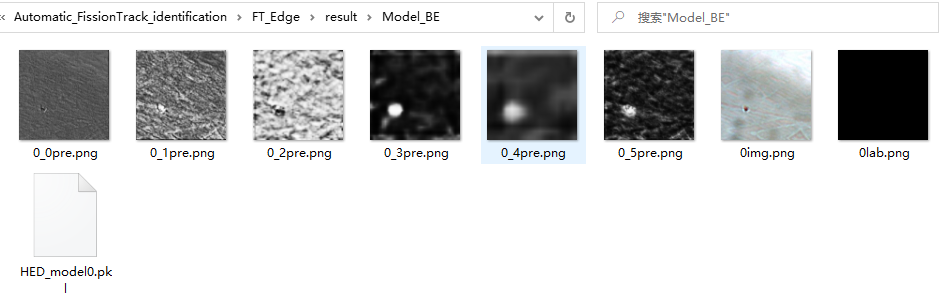 « Automatic_FissionTrack_identification > FT_Edge > result > Model_BE
搜索"Model_BE"
0_0pre.png
0_1pre.png
0_2pre.png
0_3pre.png
0_4pre.png
0_5pre.png
0img.png
0lab.png
HED_model0.pk
l